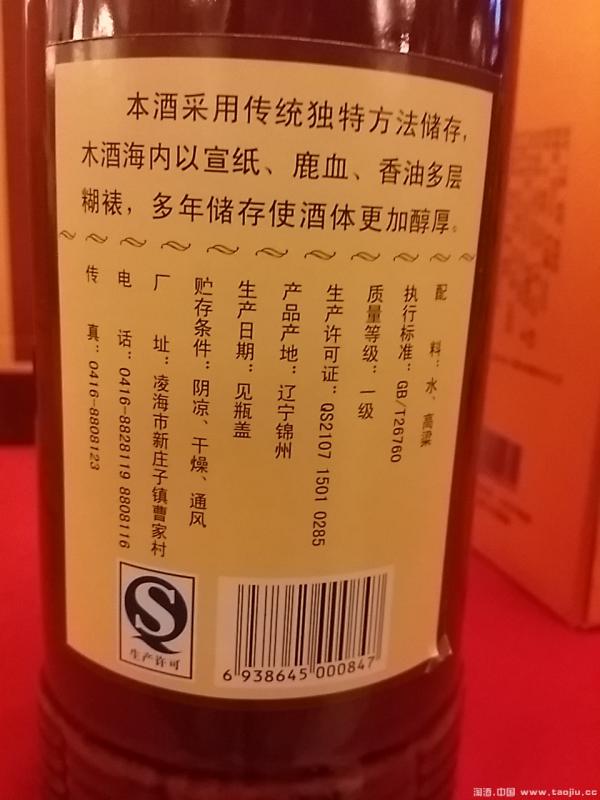 本酒采用传统独特方法储存，
木酒海内以宣纸、鹿血、香油多层
糊裱，多年储存使酒体更加醇厚。
配 料：水、高粱
执行标准：GB/T26760
质量等级：一级
生产许可证：QS2107 1501 0285
产品产地：辽宁锦州
生产日期：见瓶盖
贮存条件：阴凉、干燥、通风
厂 址：凌海市新庄子镇曹家村
电 话：0416-8828119 8808116
传 真：0416-8808123
QS
生产许可
6 938645 000847
淘酒.中国 www.taojiu.cc